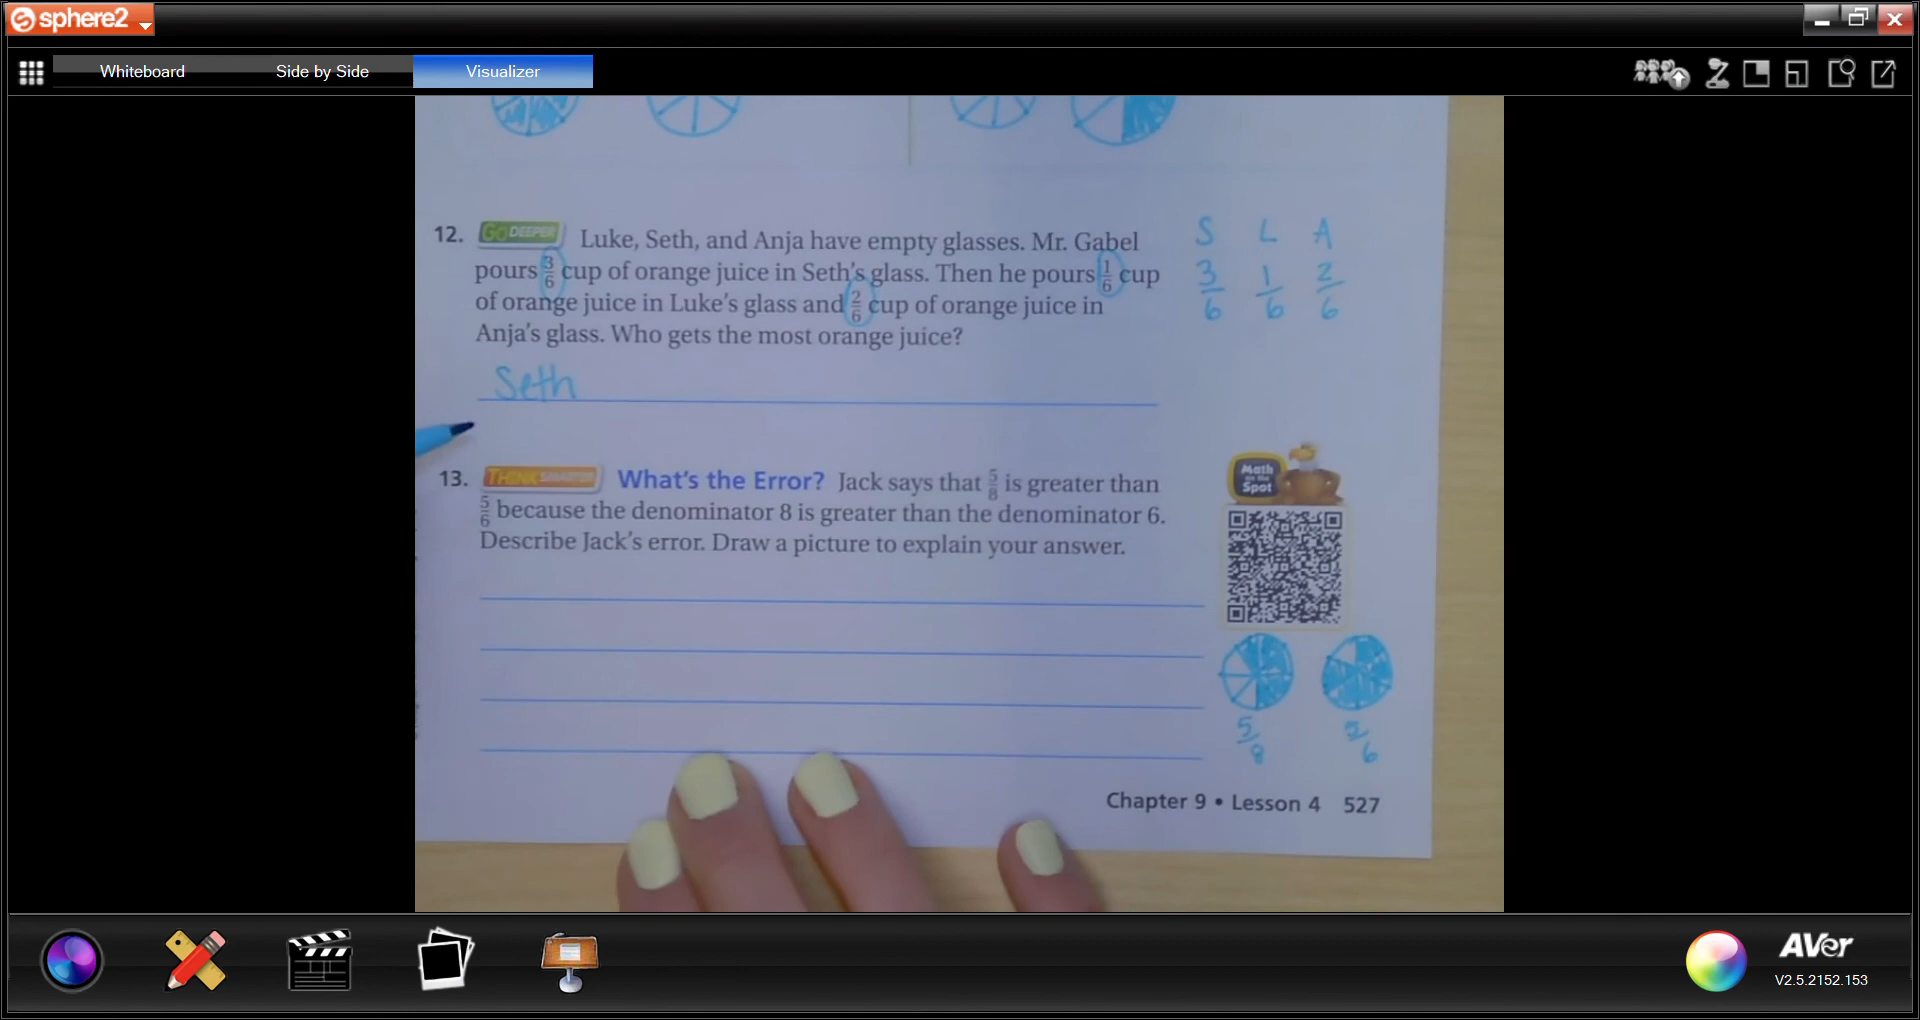 sphere2
Whiteboard Side by Side Visualizer
12. GO DEEPER Luke, Seth, and Anja have empty glasses. Mr. Gabel
pours 3/6 cup of orange juice in Seth's glass. Then he pours 1/6 cup
of orange juice in Luke's glass and 2/6 cup of orange juice in
Anja's glass. Who gets the most orange juice?
S L A
3/6 1/6 2/6
Seth
13. THINK SMARTER What's the Error? Jack says that 5/8 is greater than
5/6 because the denominator 8 is greater than the denominator 6.
Describe Jack's error. Draw a picture to explain your answer.
Math
on the
Spot
5/8 5/6
Chapter 9 • Lesson 4 527
AVer
V2.5.2152.153